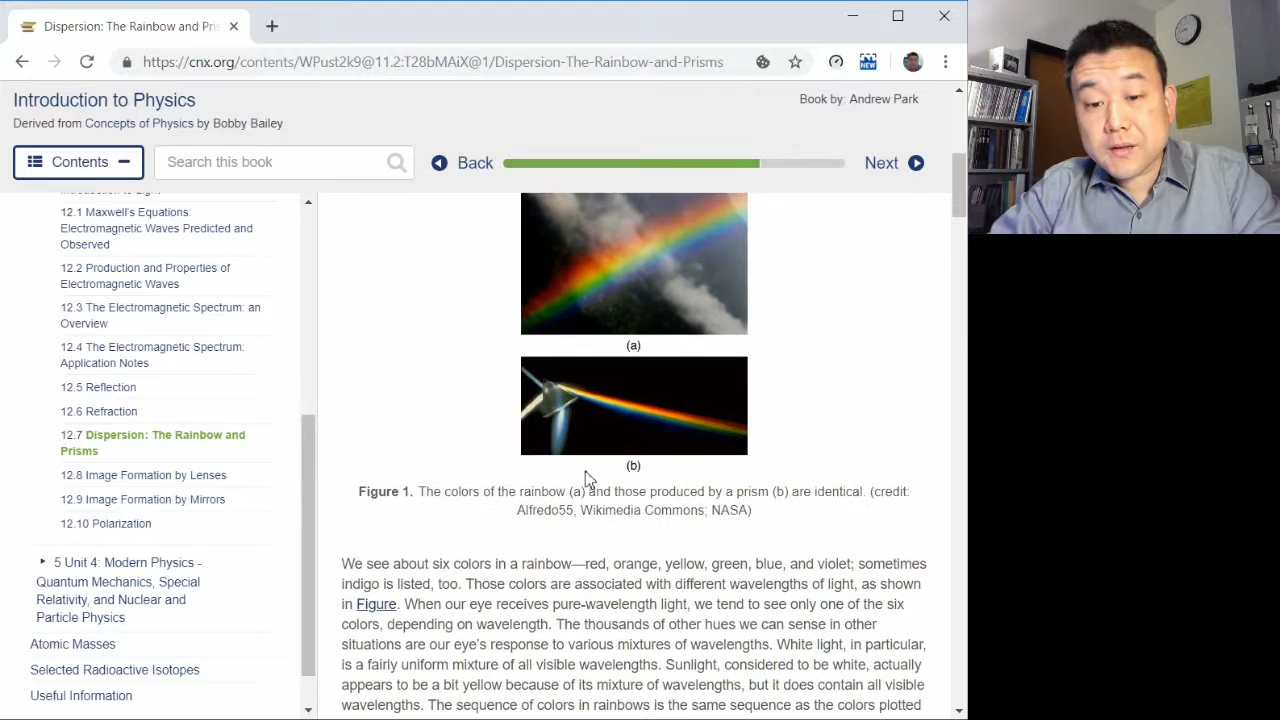 Dispersion: The Rainbow and Pris
https://cnx.org/contents/WPust2k9@11.2:T28bMAiX@1/Dispersion-The-Rainbow-and-Prisms
NEW
Introduction to Physics
Book by: Andrew Park
Derived from Concepts of Physics by Bobby Bailey
Contents
Search this book
Back
Next
12.1 Maxwell's Equations:
Electromagnetic Waves Predicted and
Observed
12.2 Production and Properties of
Electromagnetic Waves
12.3 The Electromagnetic Spectrum: an
Overview
12.4 The Electromagnetic Spectrum:
Application Notes
12.5 Reflection
12.6 Refraction
12.7 Dispersion: The Rainbow and
Prisms
12.8 Image Formation by Lenses
12.9 Image Formation by Mirrors
12.10 Polarization
5 Unit 4: Modern Physics -
Quantum Mechanics, Special
Relativity, and Nuclear and
Particle Physics
Atomic Masses
Selected Radioactive Isotopes
Useful Information
(a)
(b)
Figure 1. The colors of the rainbow (a) and those produced by a prism (b) are identical. (credit:
Alfredo55, Wikimedia Commons; NASA)
We see about six colors in a rainbow—red, orange, yellow, green, blue, and violet; sometimes
indigo is listed, too. Those colors are associated with different wavelengths of light, as shown
in Figure. When our eye receives pure-wavelength light, we tend to see only one of the six
colors, depending on wavelength. The thousands of other hues we can sense in other
situations are our eye's response to various mixtures of wavelengths. White light, in particular,
is a fairly uniform mixture of all visible wavelengths. Sunlight, considered to be white, actually
appears to be a bit yellow because of its mixture of wavelengths, but it does contain all visible
wavelengths. The sequence of colors in rainbows is the same sequence as the colors plotted